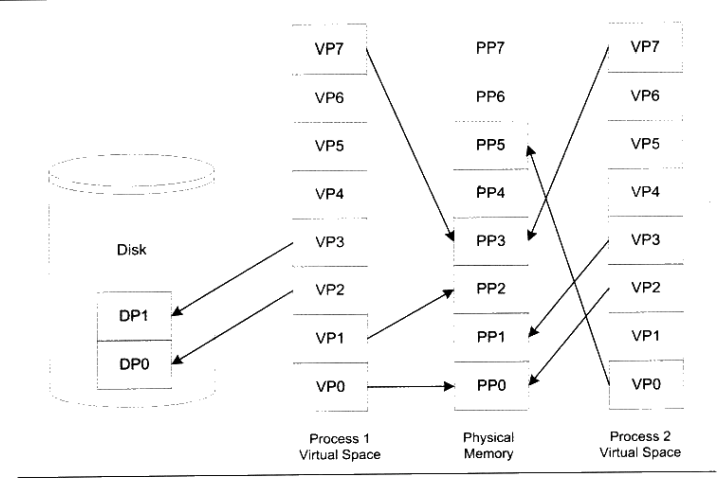 VP7 PP7 VP7
VP6 PP6 VP6
VP5 PP5 VP5
VP4 PP4 VP4
Disk VP3 PP3 VP3
DP1 VP2 PP2 VP2
VP1 PP1 VP1
DP0 VP0 PP0 VP0
Process 1 Physical Process 2
Virtual Space Memory Virtual Space